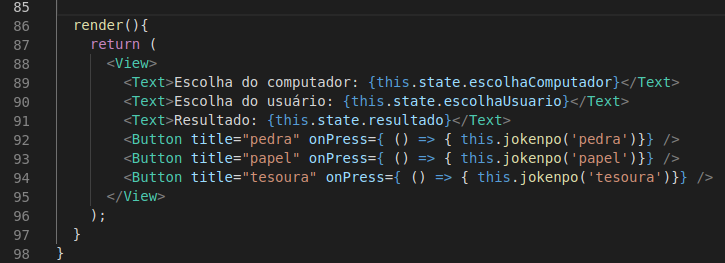 85
86 render(){
87 return (
88 <View>
89 <Text>Escolha do computador: {this.state.escolhaComputador}</Text>
90 <Text>Escolha do usuário: {this.state.escolhaUsuario}</Text>
91 <Text>Resultado: {this.state.resultado}</Text>
92 <Button title="pedra" onPress={ () => { this.jokenpo('pedra')}} />
93 <Button title="papel" onPress={ () => { this.jokenpo('papel')}} />
94 <Button title="tesoura" onPress={ () => { this.jokenpo('tesoura')}} />
95 </View>
96 );
97 }
98 }